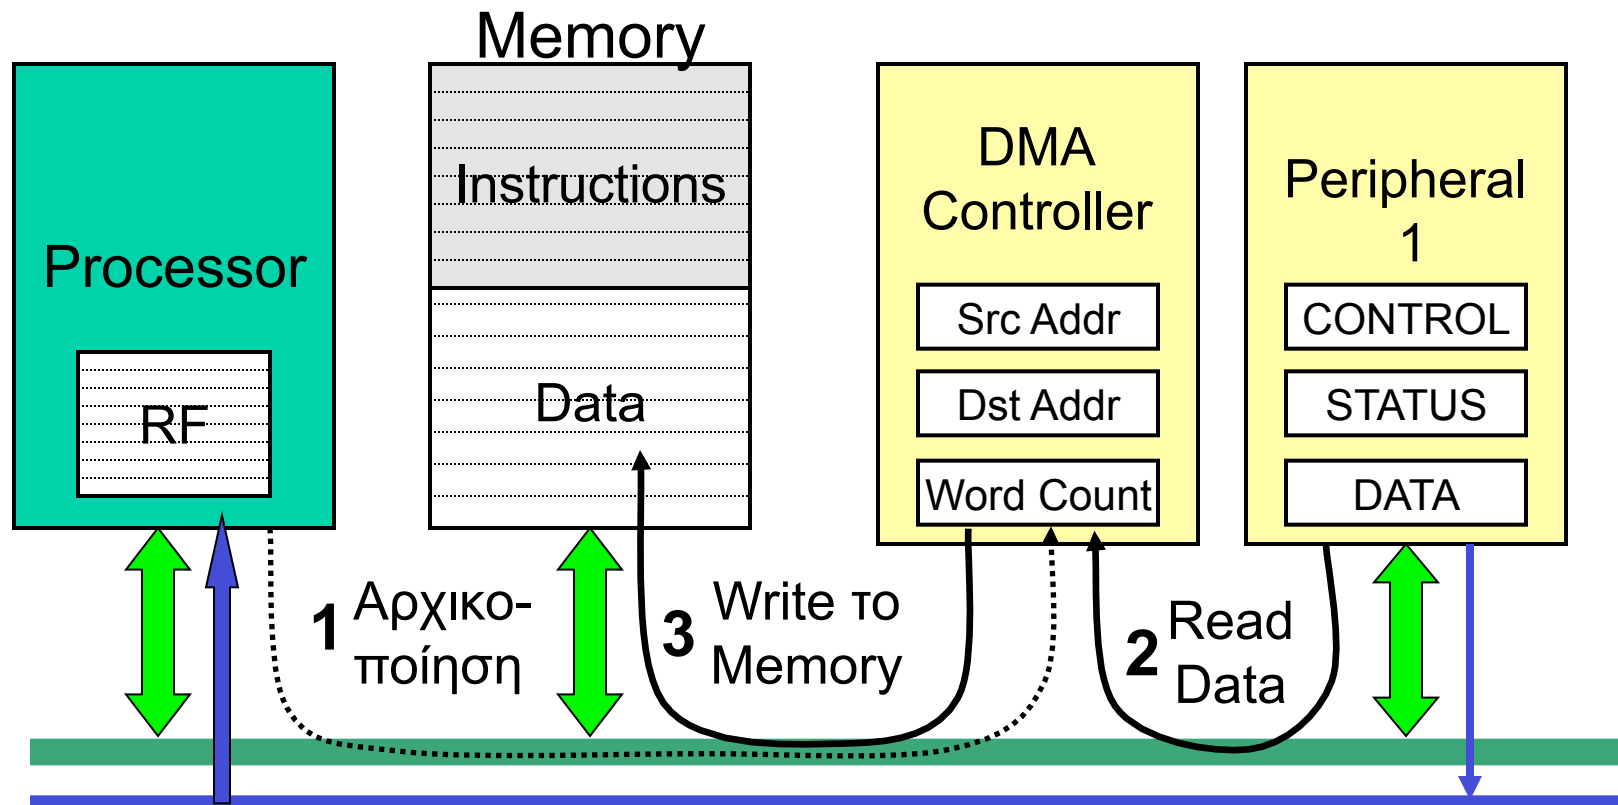 Memory
Processor
RF
Instructions
Data
DMA
Controller
Src Addr
Dst Addr
Word Count
Peripheral
1
CONTROL
STATUS
DATA
1 Αρχικο-
ποίηση
3 Write το
Memory
2 Read
Data